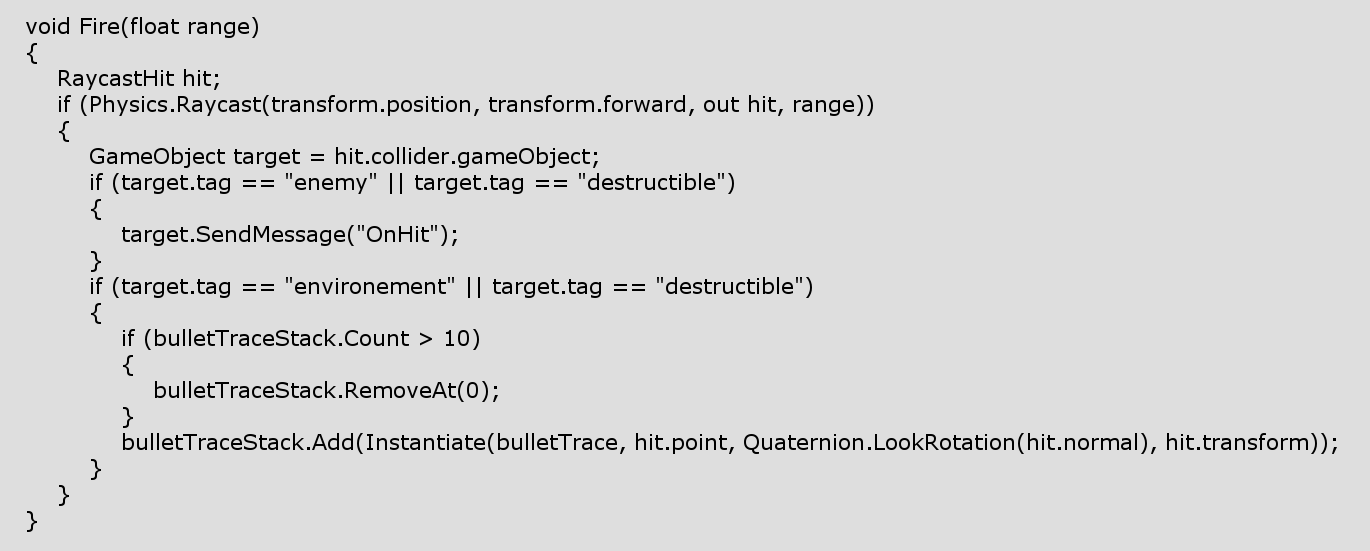 void Fire(float range)
{
RaycastHit hit;
if (Physics.Raycast(transform.position, transform.forward, out hit, range))
{
GameObject target = hit.collider.gameObject;
if (target.tag == "enemy" || target.tag == "destructible")
{
target.SendMessage("OnHit");
}
if (target.tag == "environement" || target.tag == "destructible")
{
if (bulletTraceStack.Count > 10)
{
bulletTraceStack.RemoveAt(0);
}
bulletTraceStack.Add(Instantiate(bulletTrace, hit.point, Quaternion.LookRotation(hit.normal), hit.transform));
}
}
}